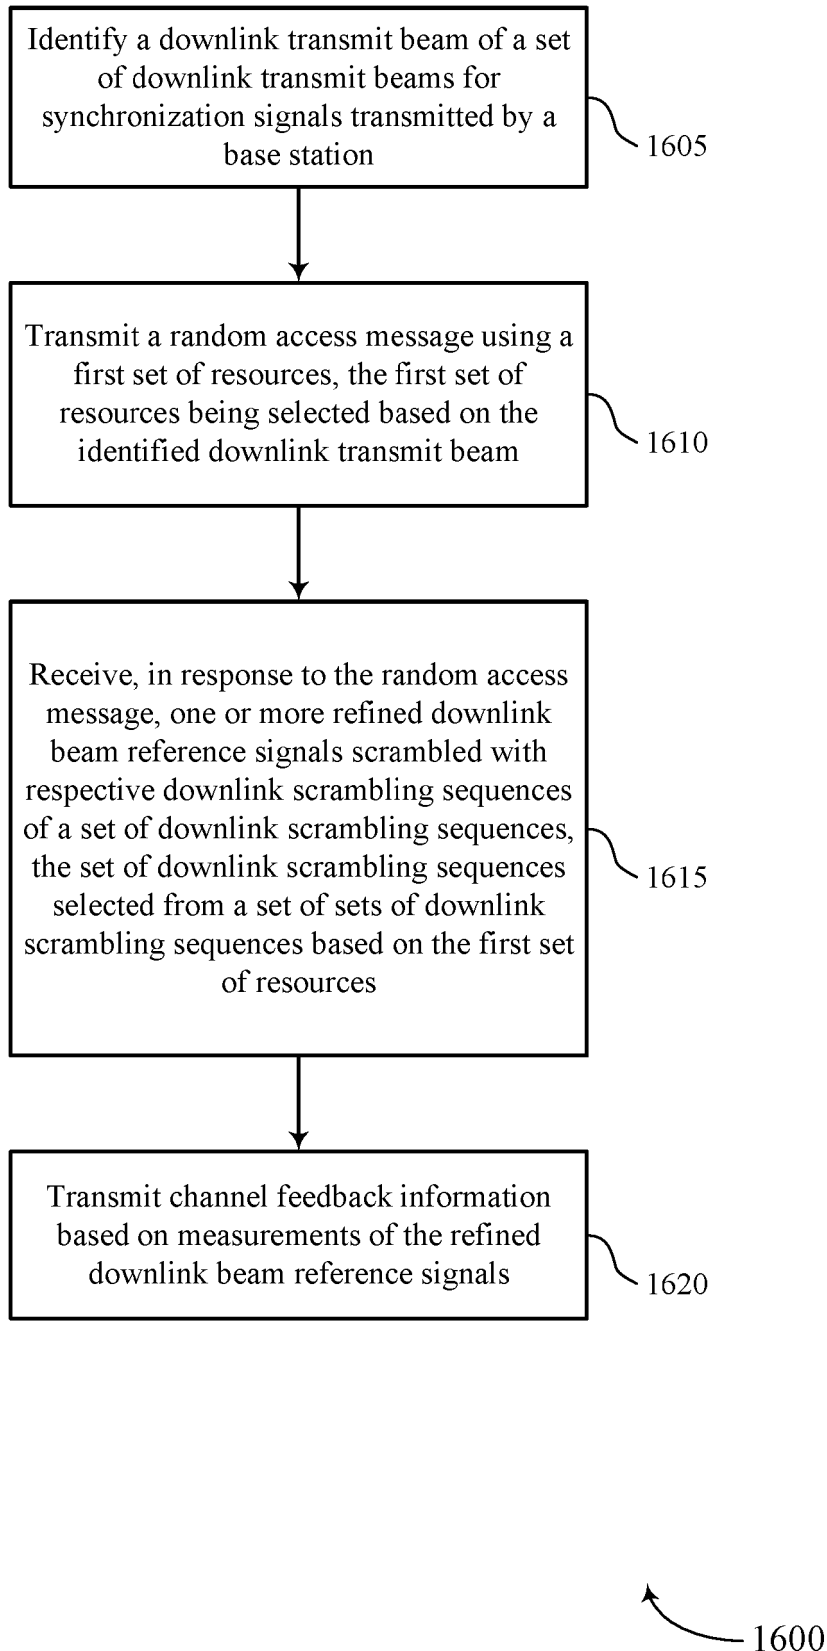 Identify a downlink transmit beam of a set
of downlink transmit beams for
synchronization signals transmitted by a
base station
1605
Transmit a random access message using a
first set of resources, the first set of
resources being selected based on the
identified downlink transmit beam
1610
Receive, in response to the random access
message, one or more refined downlink
beam reference signals scrambled with
respective downlink scrambling sequences
of a set of downlink scrambling sequences,
the set of downlink scrambling sequences
selected from a set of sets of downlink
scrambling sequences based on the first set
of resources
1615
Transmit channel feedback information
based on measurements of the refined
downlink beam reference signals
1620
1600